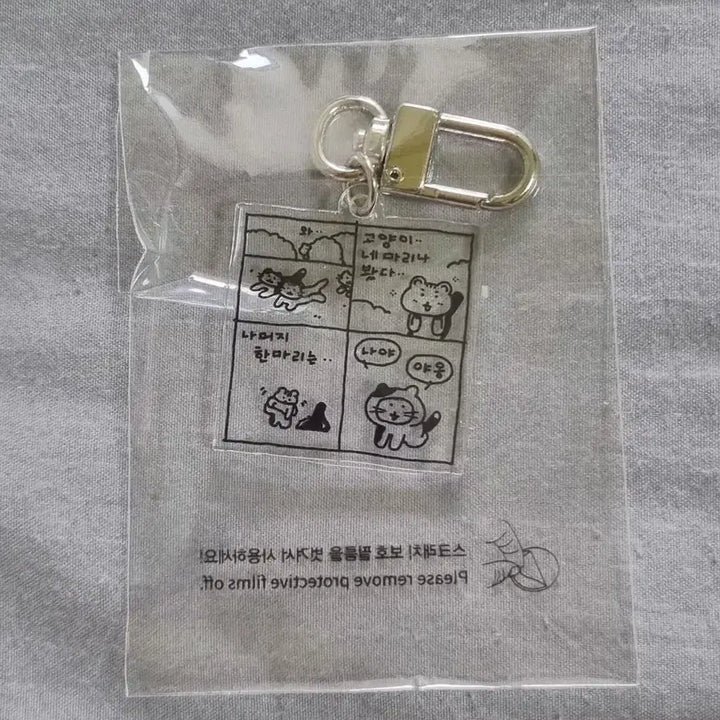 와..
고양이..
네 마리나
봤다..
나머지
한마리는..
나야
야옹
스크래치 보호 필름을 벗겨서 사용하세요!
Please remove protective films off.